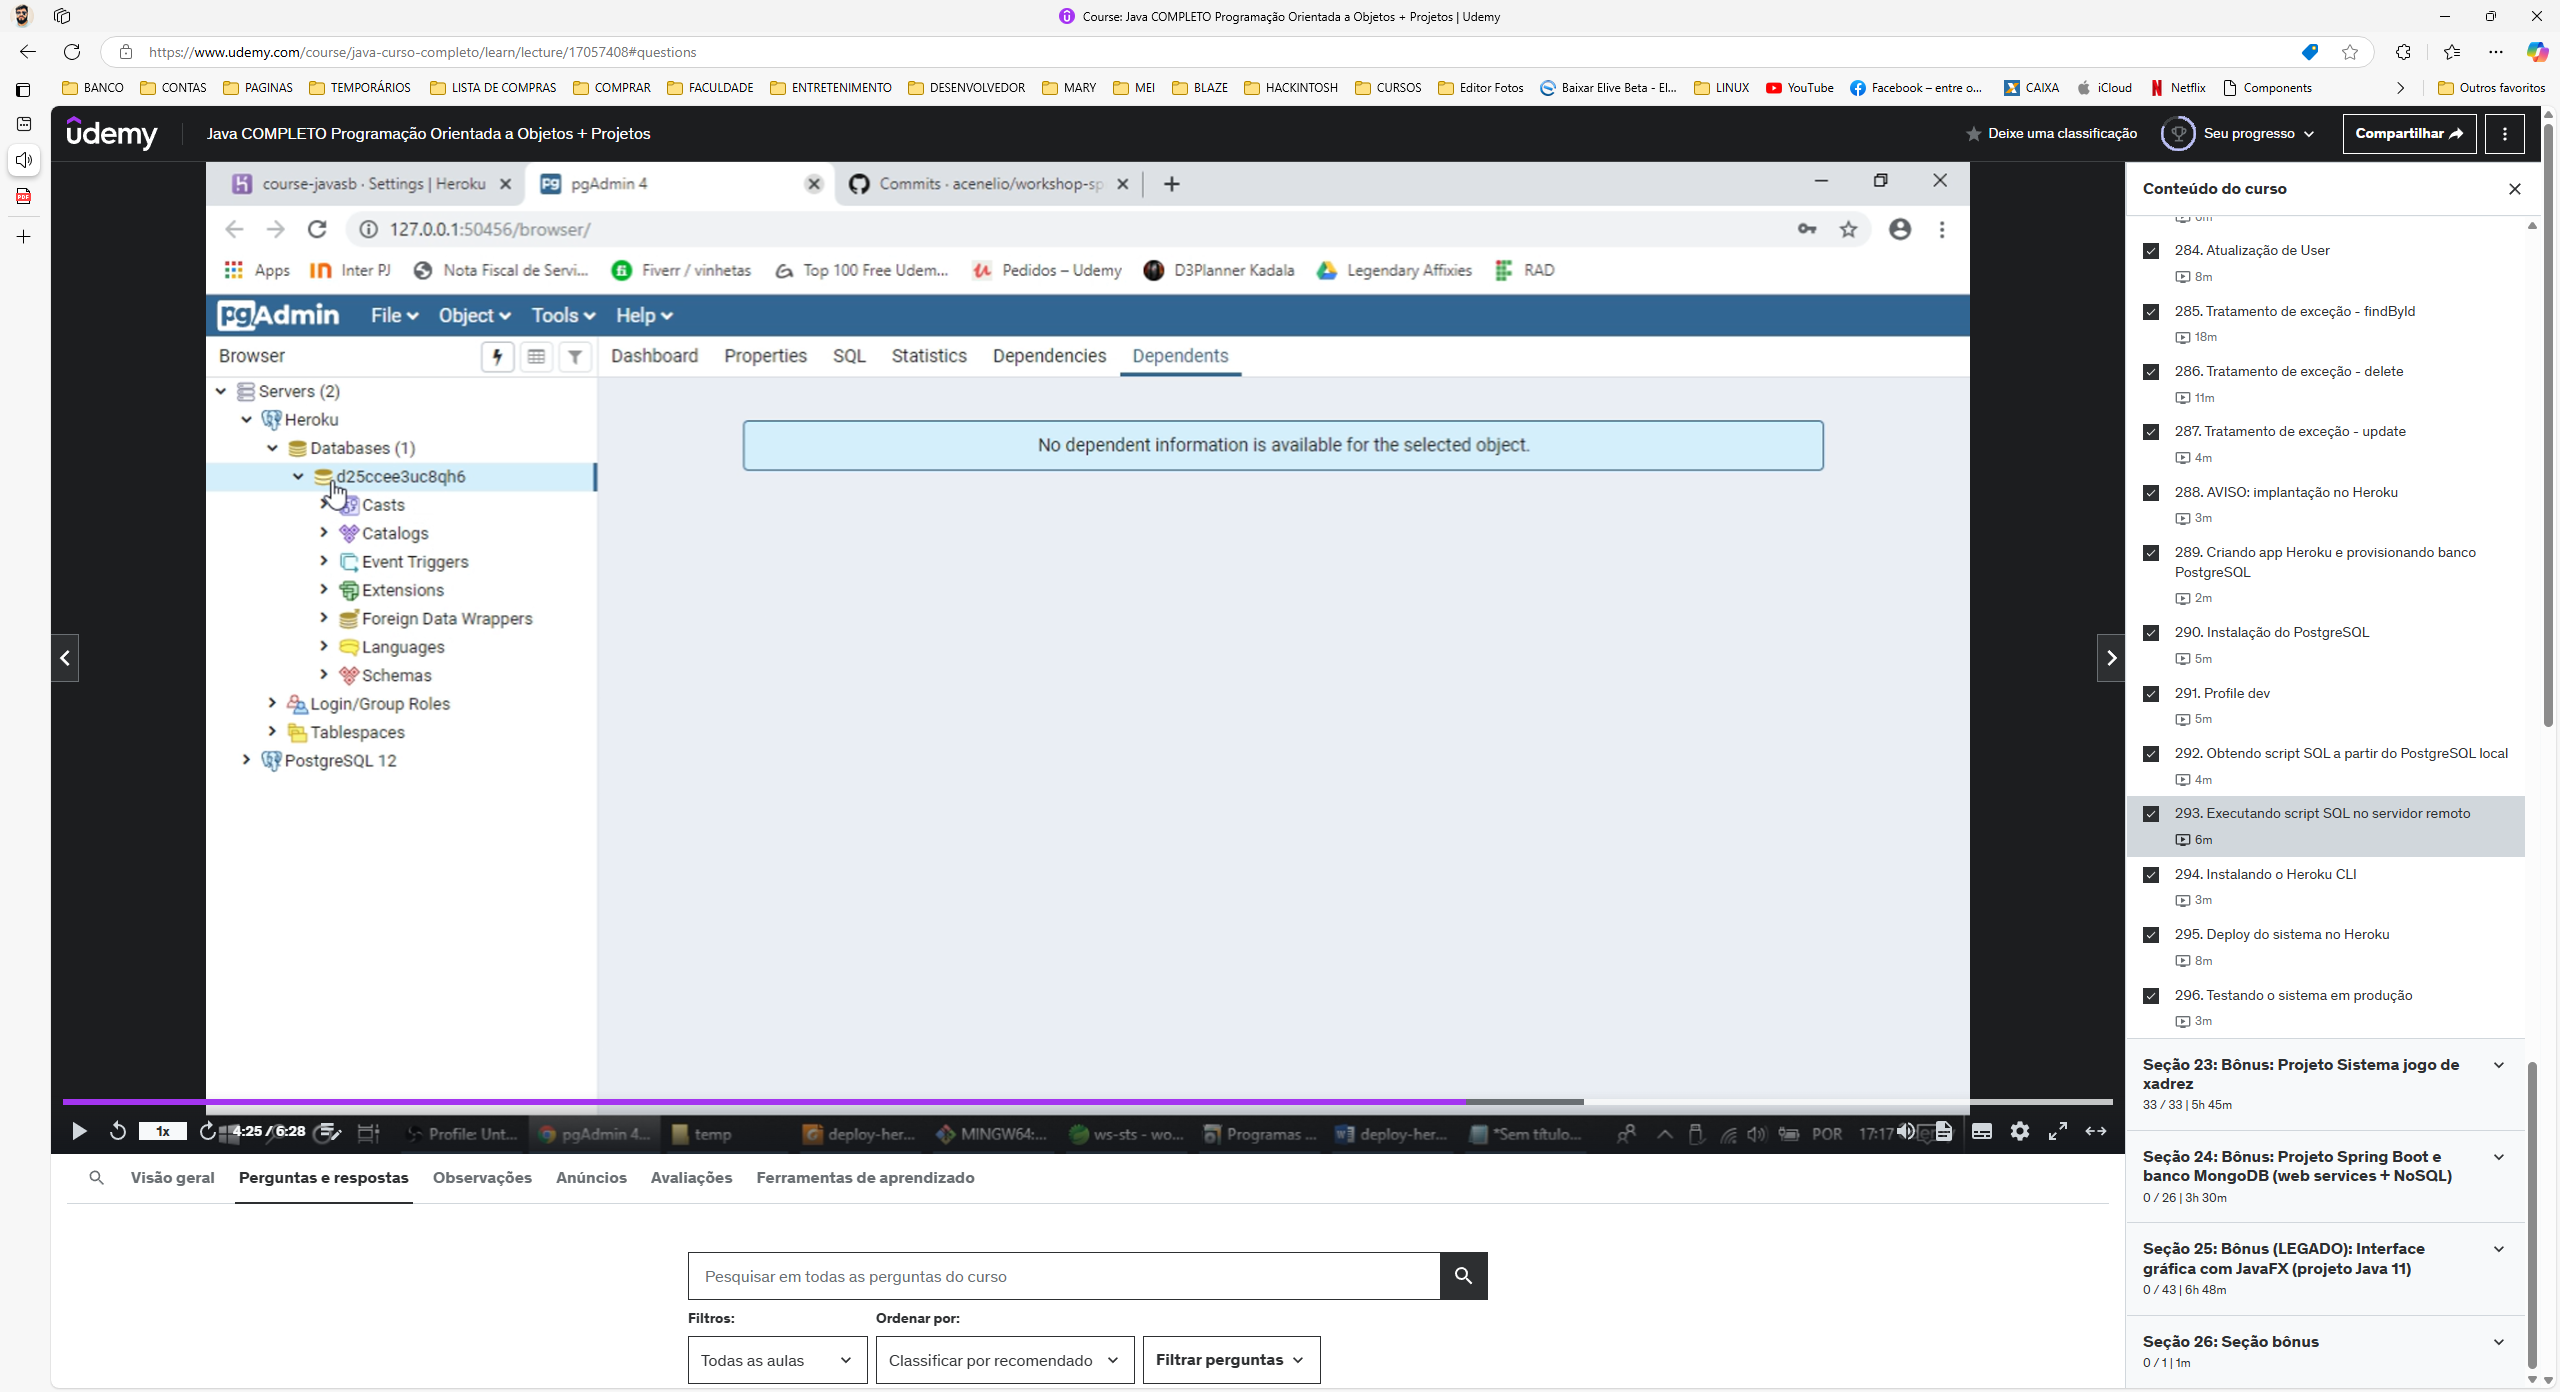 Course: Java COMPLETO Programação Orientada a Objetos + Projetos | Udemy
https://www.udemy.com/course/java-curso-completo/learn/lecture/17057408#questions
BANCO CONTAS PAGINAS TEMPORÁRIOS LISTA DE COMPRAS COMPRAR FACULDADE ENTRETENIMENTO DESENVOLVEDOR MARY MEI BLAZE HACKINTOSH CURSOS Editor Fotos Baixar Elive Beta - El... LINUX YouTube Facebook – entre o... CAIXA iCloud Netflix Components Outros favoritos
udemy Java COMPLETO Programação Orientada a Objetos + Projetos Deixe uma classificação Seu progresso Compartilhar
course-javasb · Settings | Heroku pgAdmin 4 Commits · acenelio/workshop-sp
127.0.0.1:50456/browser/
Apps Inter PJ Nota Fiscal de Servi... Fiverr / vinhetas Top 100 Free Udem... Pedidos – Udemy D3Planner Kadala Legendary Affixies RAD
pgAdmin File Object Tools Help
Browser Dashboard Properties SQL Statistics Dependencies Dependents
Servers (2)
Heroku
Databases (1)
d25ccee3uc8qh6
Casts
Catalogs
Event Triggers
Extensions
Foreign Data Wrappers
Languages
Schemas
Login/Group Roles
Tablespaces
PostgreSQL 12
No dependent information is available for the selected object.
1x 4:25 / 6:28 Profile: Unt... pgAdmin 4... temp deploy-her... MINGW64:... ws-sts - wo... Programas ... deploy-her... *Sem título... POR 17:17
Visão geral Perguntas e respostas Observações Anúncios Avaliações Ferramentas de aprendizado
Pesquisar em todas as perguntas do curso
Filtros: Ordenar por:
Todas as aulas Classificar por recomendado Filtrar perguntas
Conteúdo do curso
284. Atualização de User
8m
285. Tratamento de exceção - findById
18m
286. Tratamento de exceção - delete
11m
287. Tratamento de exceção - update
4m
288. AVISO: implantação no Heroku
3m
289. Criando app Heroku e provisionando banco
PostgreSQL
2m
290. Instalação do PostgreSQL
5m
291. Profile dev
5m
292. Obtendo script SQL a partir do PostgreSQL local
4m
293. Executando script SQL no servidor remoto
6m
294. Instalando o Heroku CLI
3m
295. Deploy do sistema no Heroku
8m
296. Testando o sistema em produção
3m
Seção 23: Bônus: Projeto Sistema jogo de
xadrez
33 / 33 | 5h 45m
Seção 24: Bônus: Projeto Spring Boot e
banco MongoDB (web services + NoSQL)
0 / 26 | 3h 30m
Seção 25: Bônus (LEGADO): Interface
gráfica com JavaFX (projeto Java 11)
0 / 43 | 6h 48m
Seção 26: Seção bônus
0 / 1 | 1m